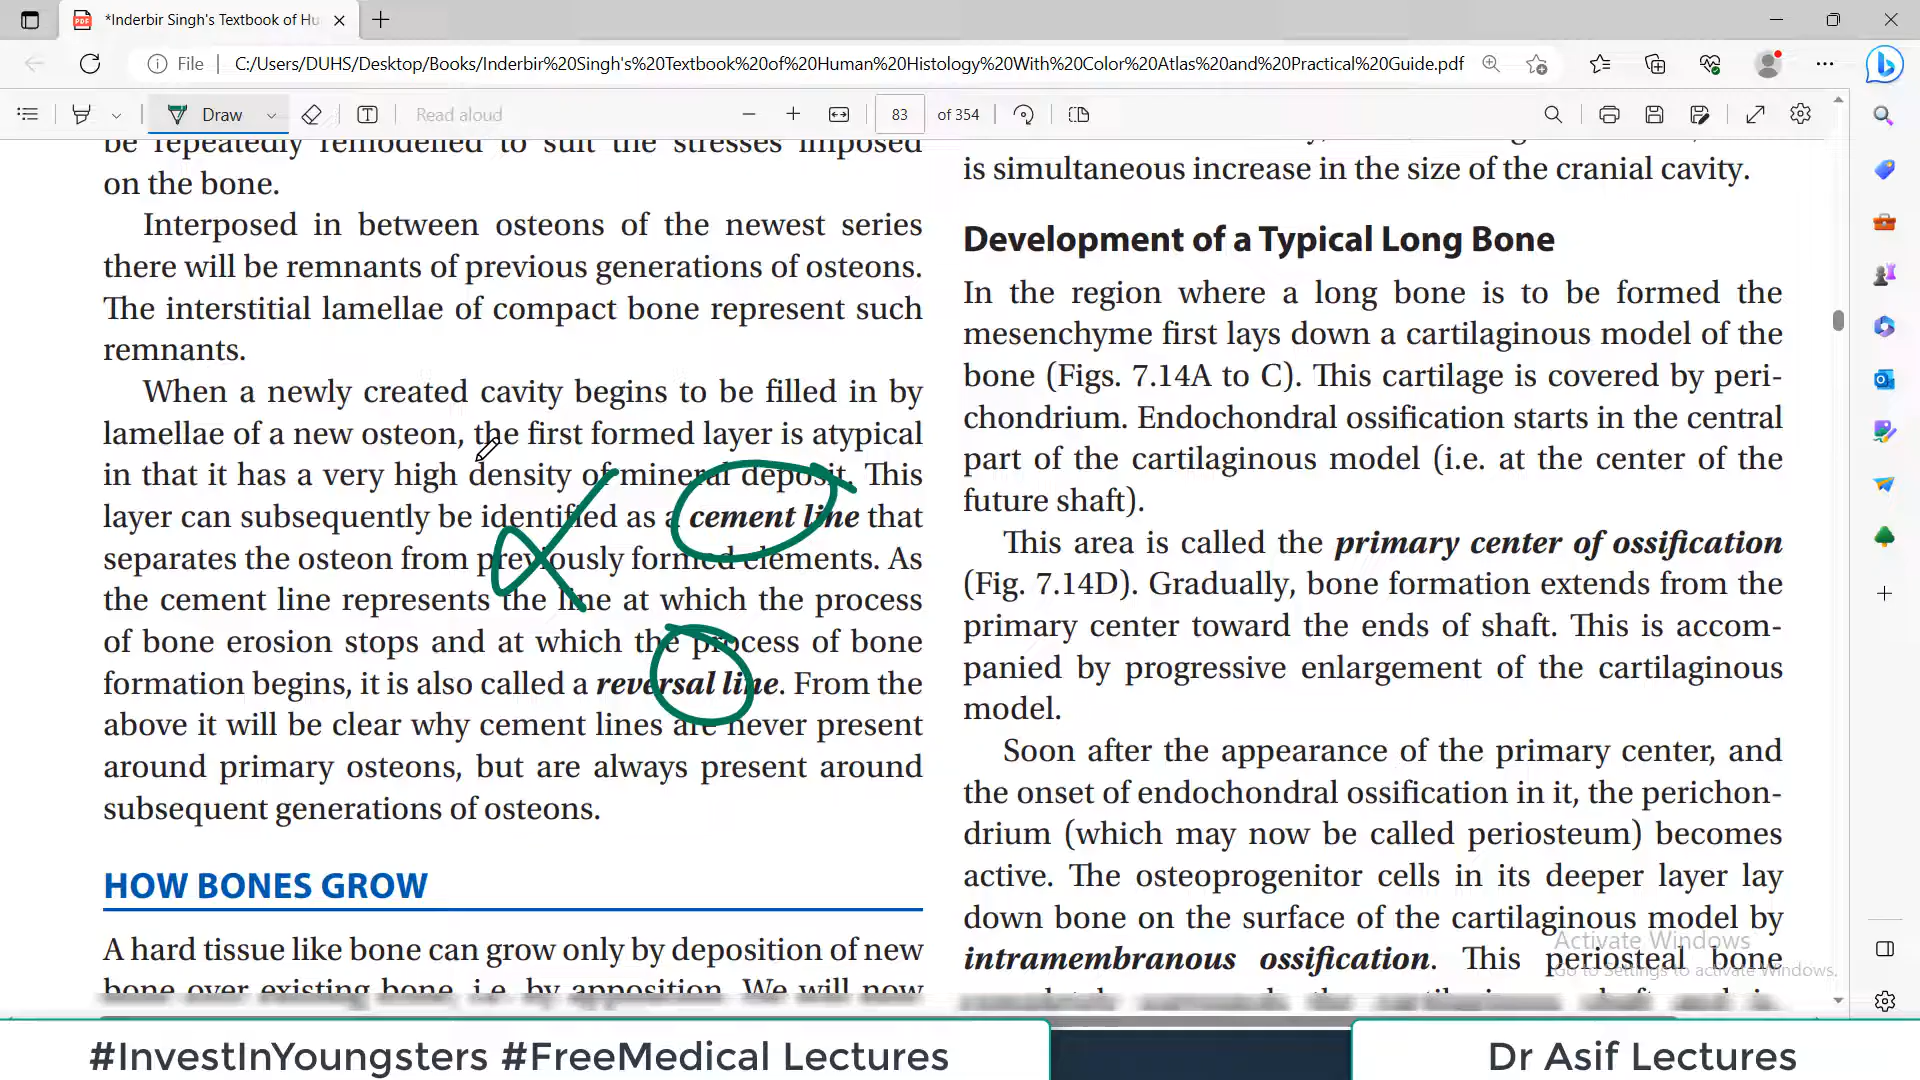 *Inderbir Singh's Textbook of Hu
File
C:/Users/DUHS/Desktop/Books/Inderbir%20Singh's%20Textbook%20of%20Human%20Histology%20With%20Color%20Atlas%20and%20Practical%20Guide.pdf
Draw
Read aloud
83
of 354
be repeatedly remodelled to suit the stresses imposed
on the bone.
Interposed in between osteons of the newest series
there will be remnants of previous generations of osteons.
The interstitial lamellae of compact bone represent such
remnants.
When a newly created cavity begins to be filled in by
lamellae of a new osteon, the first formed layer is atypical
in that it has a very high density of mineral deposit. This
layer can subsequently be identified as a cement line that
separates the osteon from previously formed elements. As
the cement line represents the line at which the process
of bone erosion stops and at which the process of bone
formation begins, it is also called a reversal line. From the
above it will be clear why cement lines are never present
around primary osteons, but are always present around
subsequent generations of osteons.
HOW BONES GROW
A hard tissue like bone can grow only by deposition of new
bone over existing bone, i.e. by apposition. We will now
is simultaneous increase in the size of the cranial cavity.
Development of a Typical Long Bone
In the region where a long bone is to be formed the
mesenchyme first lays down a cartilaginous model of the
bone (Figs. 7.14A to C). This cartilage is covered by peri-
chondrium. Endochondral ossification starts in the central
part of the cartilaginous model (i.e. at the center of the
future shaft).
This area is called the primary center of ossification
(Fig. 7.14D). Gradually, bone formation extends from the
primary center toward the ends of shaft. This is accom-
panied by progressive enlargement of the cartilaginous
model.
Soon after the appearance of the primary center, and
the onset of endochondral ossification in it, the perichon-
drium (which may now be called periosteum) becomes
active. The osteoprogenitor cells in its deeper layer lay
down bone on the surface of the cartilaginous model by
intramembranous ossification. This periosteal bone
Activate Windows
Go to Settings to activate Windows.
#InvestInYoungsters #FreeMedical Lectures
Dr Asif Lectures